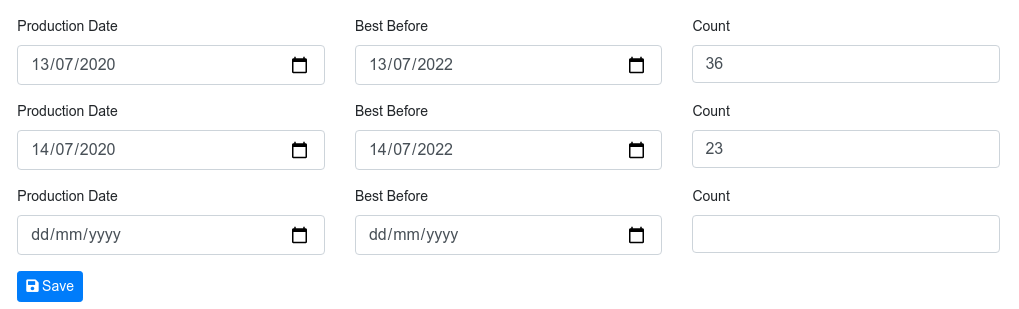 Production Date Best Before Count
13/07/2020 13/07/2022 36
Production Date Best Before Count
14/07/2020 14/07/2022 23
Production Date Best Before Count
dd/mm/yyyy dd/mm/yyyy
Save